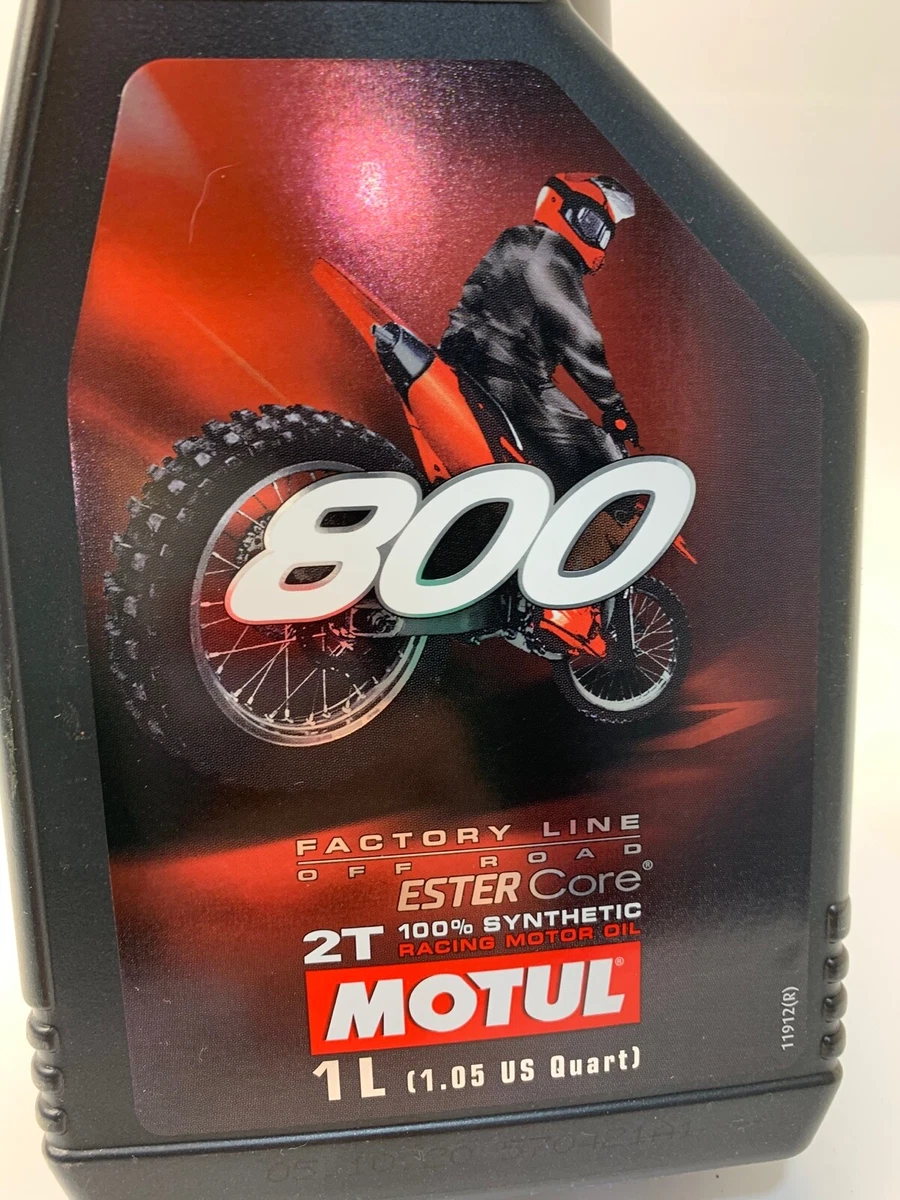 800
FACTORY LINE
OFF ROAD
ESTER Core®
2T 100% SYNTHETIC
RACING MOTOR OIL
MOTUL®
1L (1.05 US Quart)
11912(R)